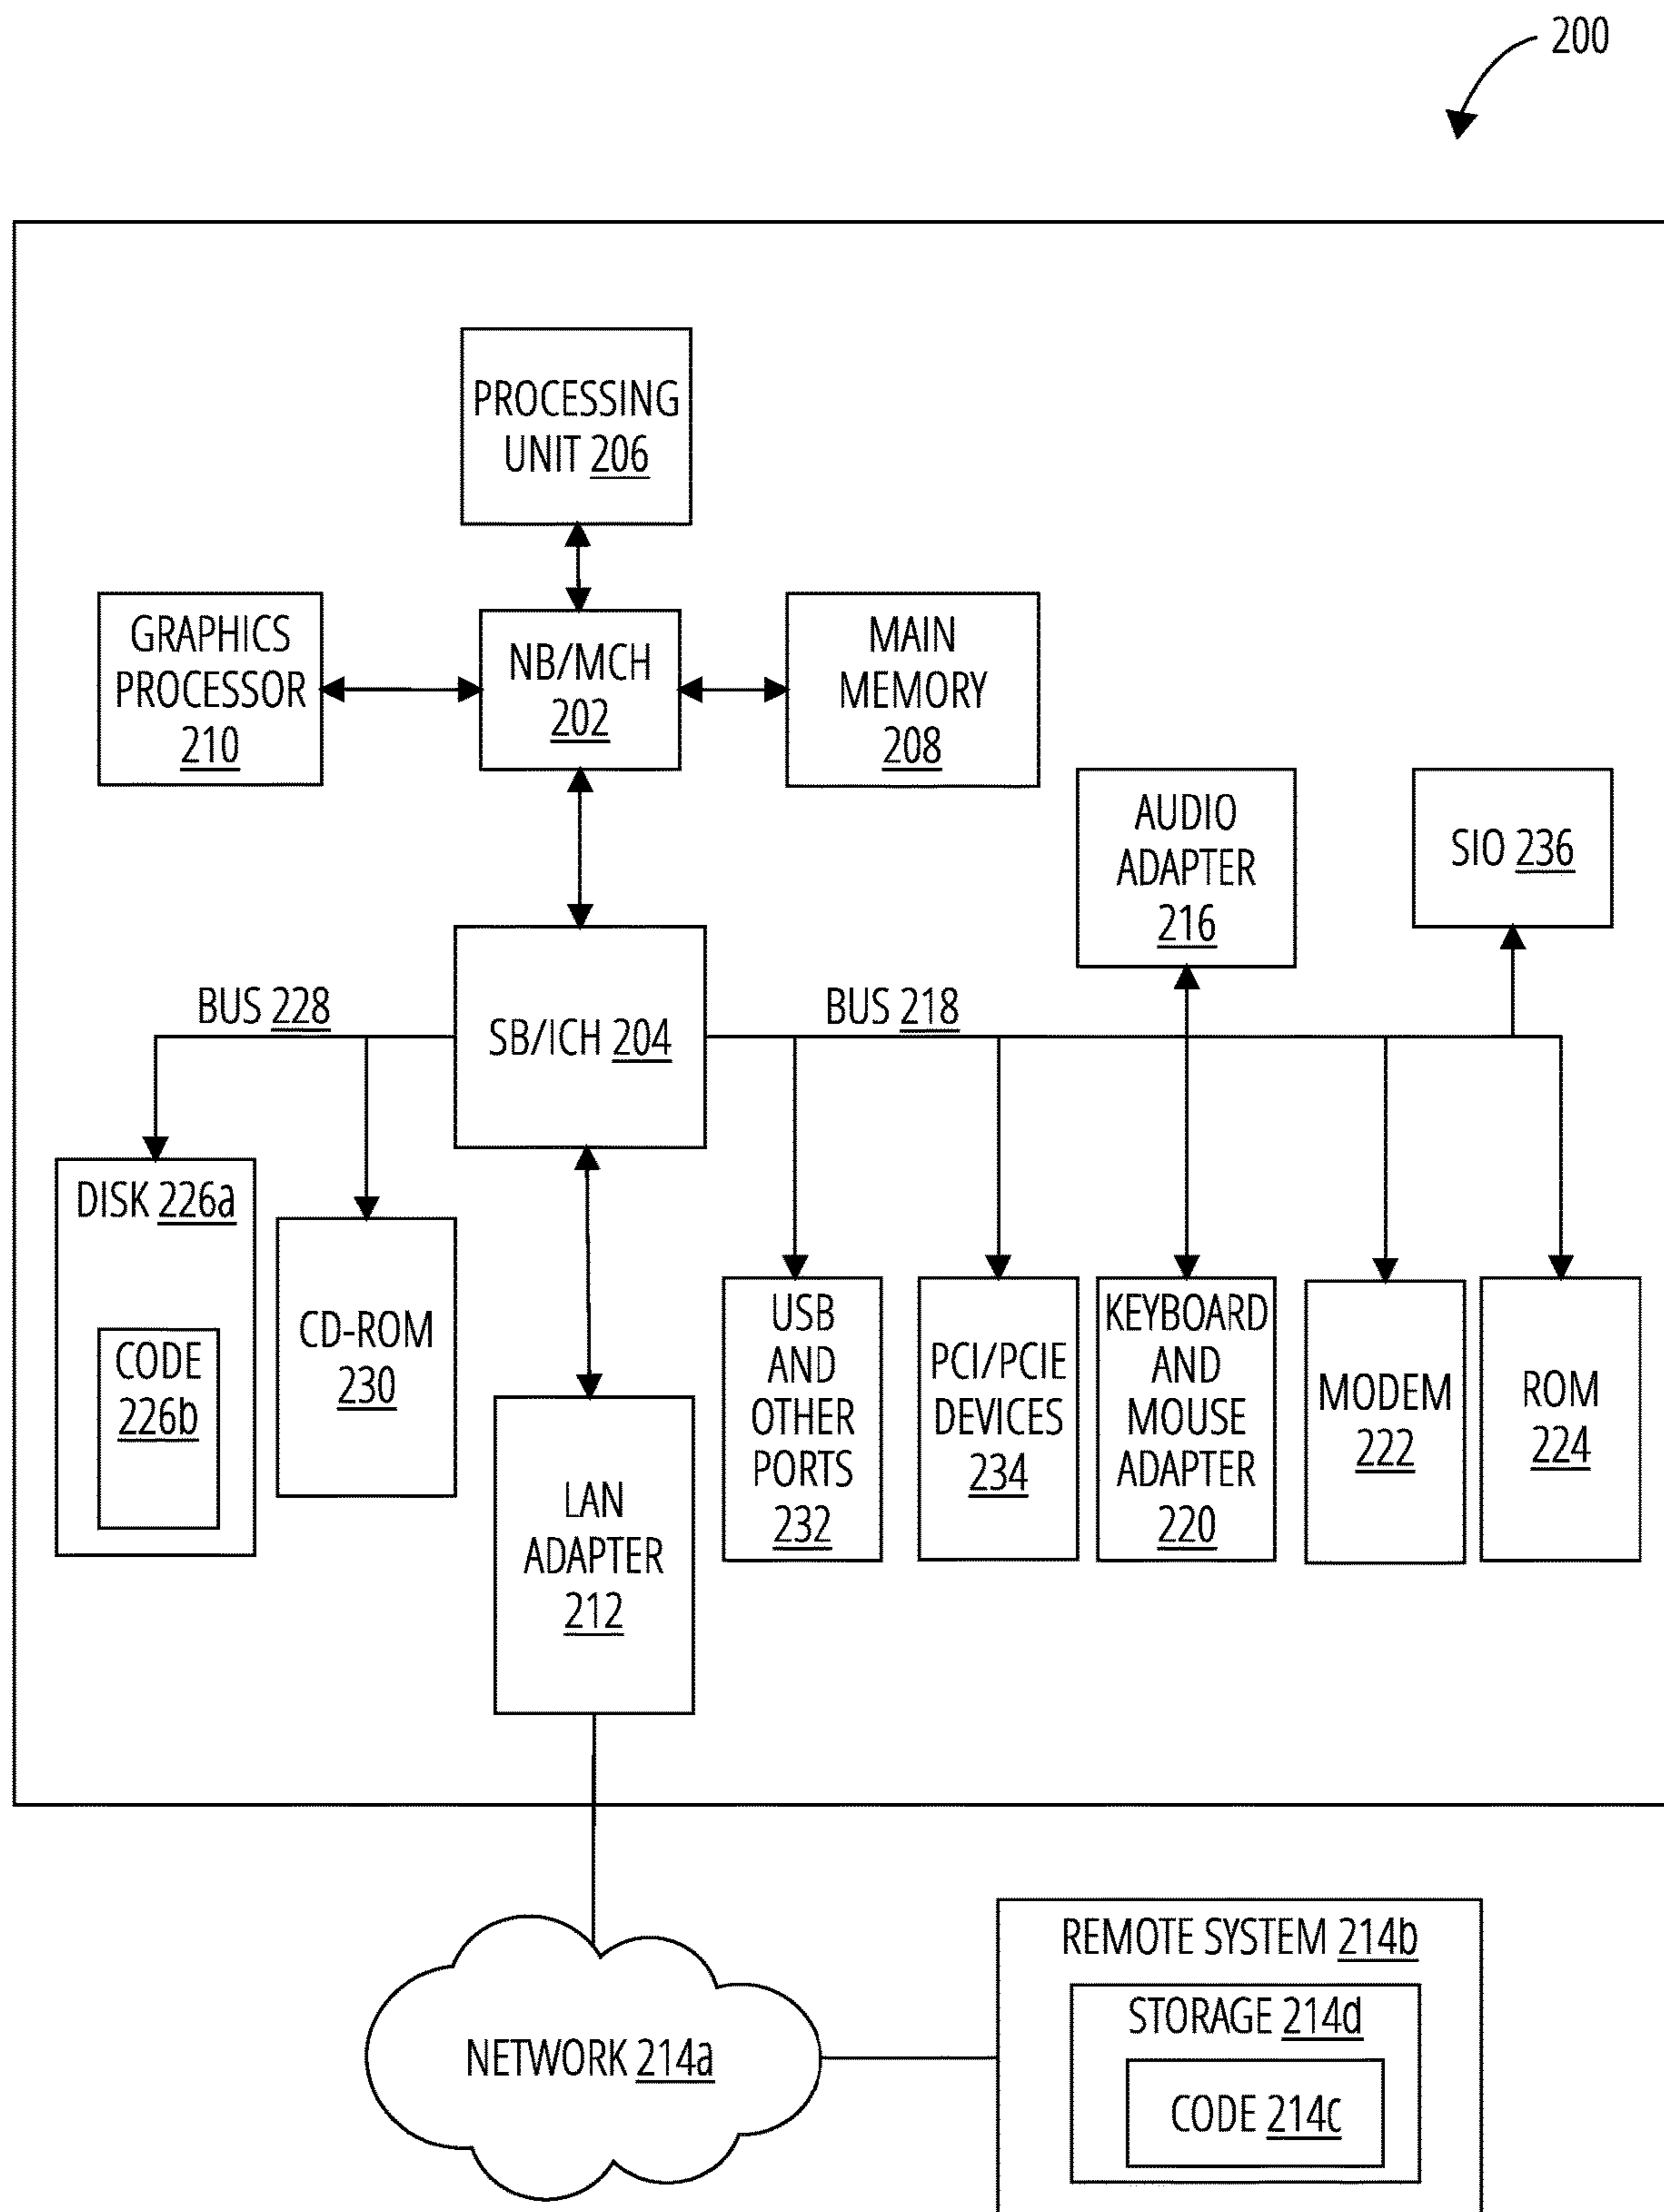 200
PROCESSING
UNIT 206
GRAPHICS
PROCESSOR
210
NB/MCH
202
MAIN
MEMORY
208
AUDIO
ADAPTER
216
SIO 236
BUS 228
SB/ICH 204
BUS 218
DISK 226a
CODE
226b
CD-ROM
230
LAN
ADAPTER
212
USB
AND
OTHER
PORTS
232
PCI/PCIE
DEVICES
234
KEYBOARD
AND
MOUSE
ADAPTER
220
MODEM
222
ROM
224
NETWORK 214a
REMOTE SYSTEM 214b
STORAGE 214d
CODE 214c